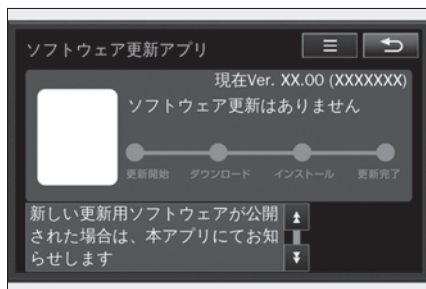 ソフトウェア更新アプリ
現在Ver. XX.00 (XXXXXXX)
ソフトウェア更新はありません
更新開始 ダウンロード インストール 更新完了
新しい更新用ソフトウェアが公開
された場合は、本アプリにてお知
らせします